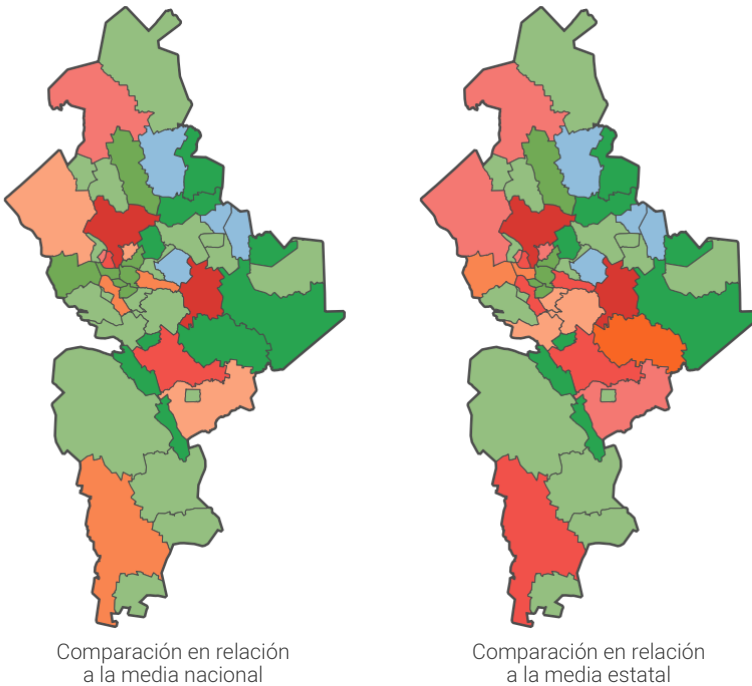 Comparación en relación
a la media nacional
Comparación en relación
a la media estatal